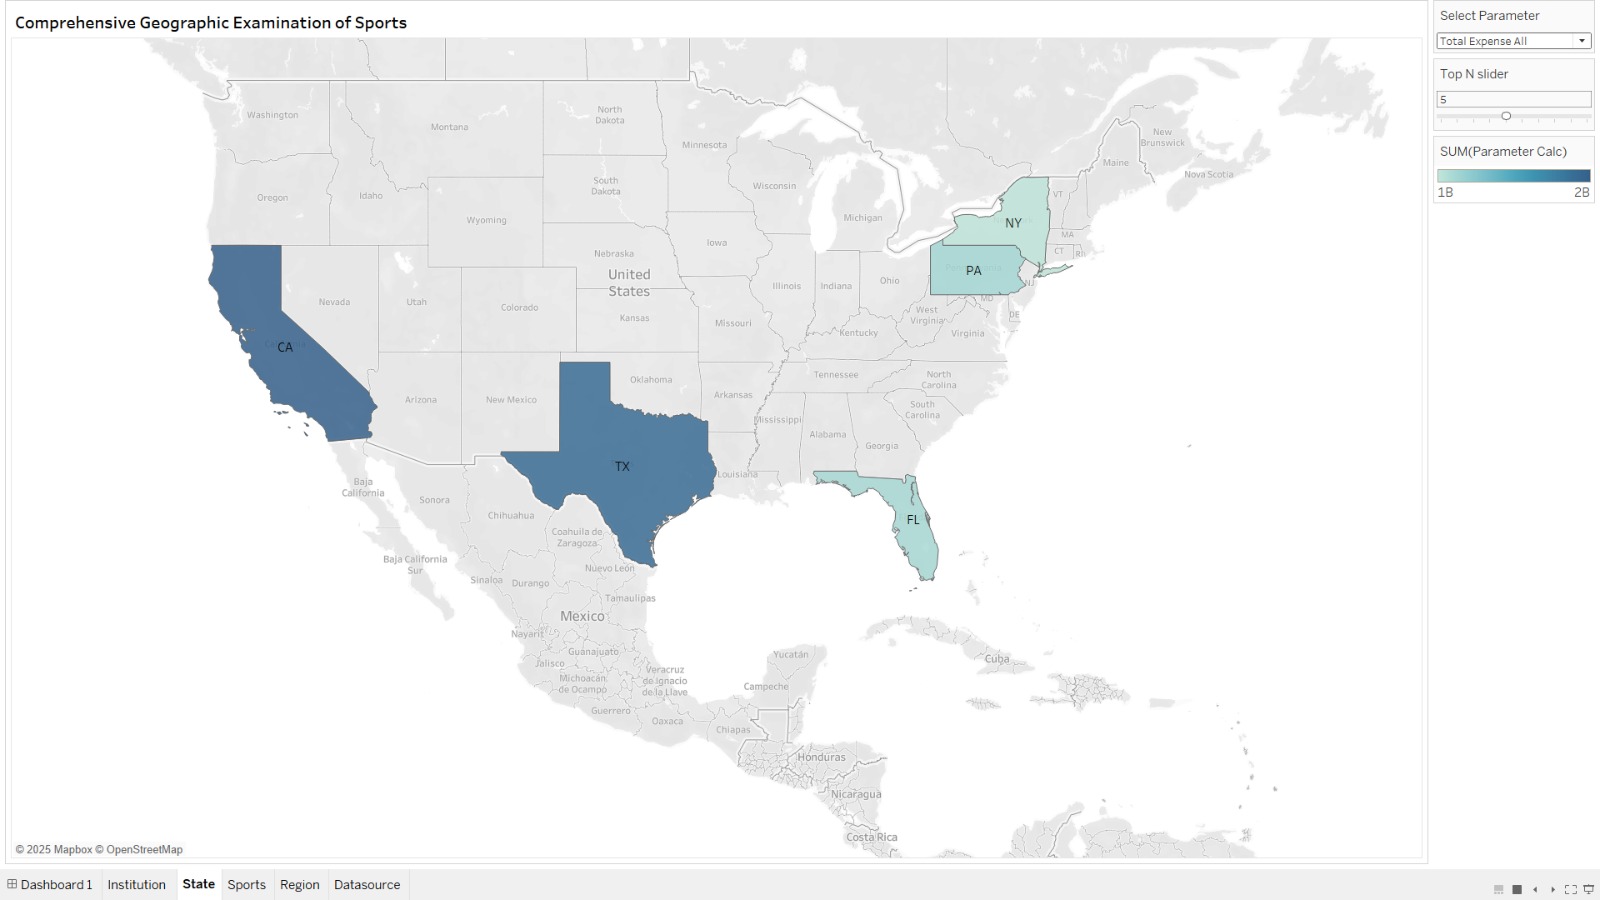 Comprehensive Geographic Examination of Sports
Select Parameter
Total Expense All
Top N slider
5
SUM(Parameter Calc)
1B 2B
Washington
Montana
North
Dakota
Minnesota
New
Brunswick
Maine
Nova Scotia
Oregon
Idaho
South
Dakota
Wisconsin
VT
Wyoming
Michigan
NY
MA
Iowa
CT
RI
Nebraska
United
States
PA
Ohio
NJ
Nevada
Utah
Colorado
Illinois
Indiana
MD
Kansas
Missouri
West
Virginia
DE
Kentucky
Virginia
CA
Tennessee
North
Carolina
Oklahoma
Arkansas
Arizona
New Mexico
South
Carolina
Mississippi
Alabama
Georgia
TX
Louisiana
Baja
California
Sonora
Chihuahua
FL
Coahuila de
Zaragoza
Baja California
Sur
Nuevo León
Sinaloa
Durango
Tamaulipas
Mexico
Nayarit
Guanajuato
Yucatán
Cuba
Jalisco
Veracruz
de Ignacio
de la Llave
Michoacán
de Ocampo
Campeche
Guerrero
Oaxaca
Chiapas
Honduras
Nicaragua
Costa Rica
© 2025 Mapbox © OpenStreetMap
Dashboard 1 Institution State Sports Region Datasource